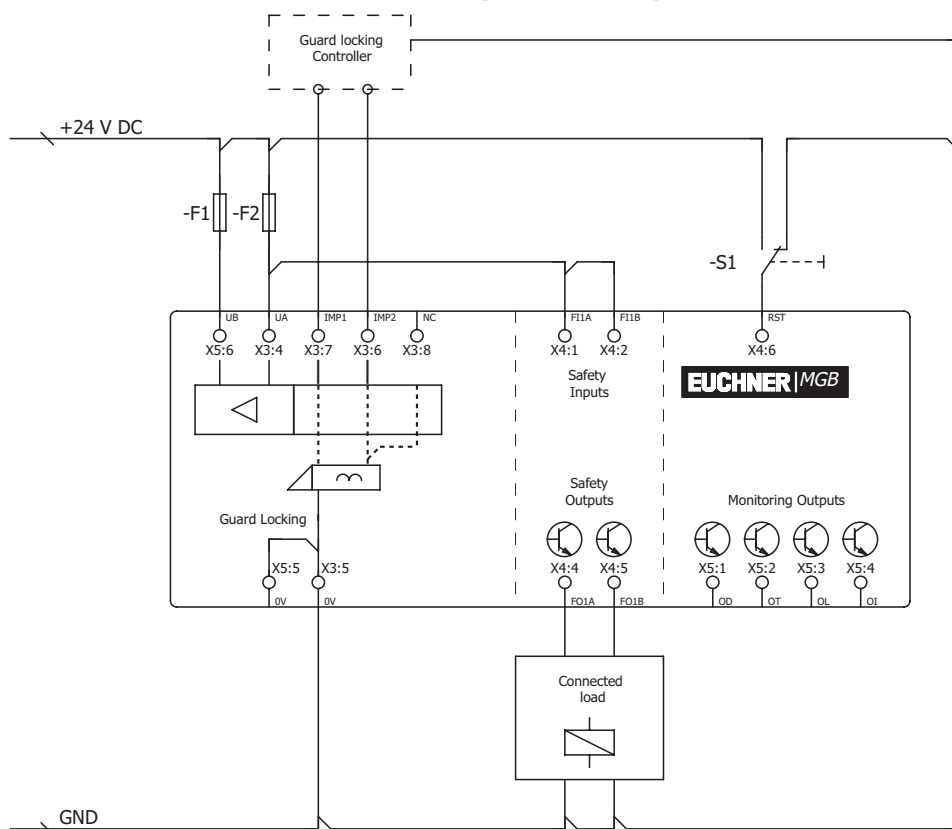 Guard locking
Controller
+24 V DC
-F1
-F2
-S1
UB
UA
IMP1
IMP2
NC
FI1A
FI1B
RST
X5:6
X3:4
X3:7
X3:6
X3:8
X4:1
X4:2
X4:6
Safety
Inputs
EUCHNER MGB
Safety
Outputs
Monitoring Outputs
Guard Locking
X5:5
X3:5
X4:4
X4:5
X5:1
X5:2
X5:3
X5:4
0V
0V
FO1A
FO1B
OD
OT
OL
OI
Connected
load
GND